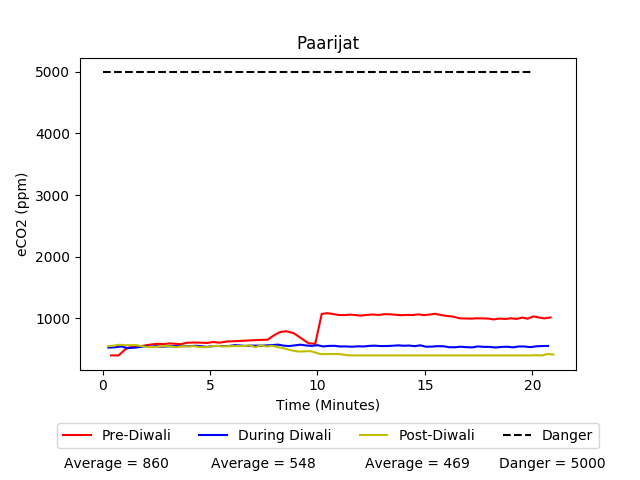 Paarijat
eCO2 (ppm)
5000
4000
3000
2000
1000
0 5 10 15 20
Time (Minutes)
Pre-Diwali During Diwali Post-Diwali Danger
Average = 860 Average = 548 Average = 469 Danger = 5000